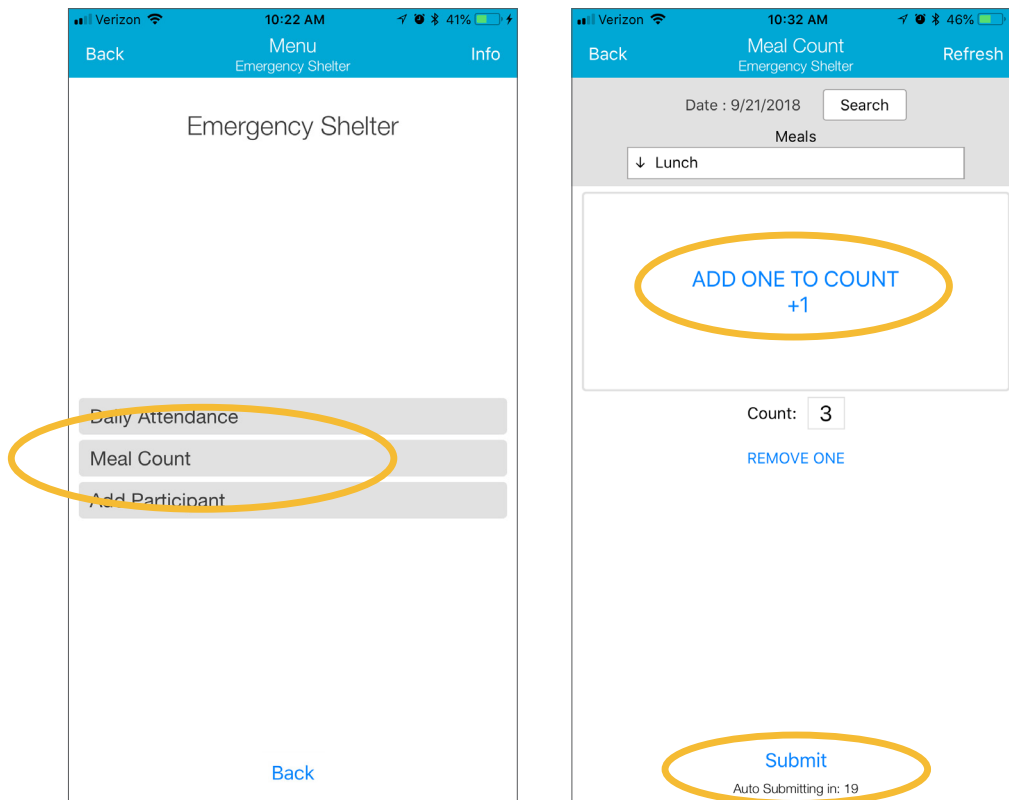 Verizon 10:22 AM 41%
Back Menu Info
Emergency Shelter
Emergency Shelter
Daily Attendance
Meal Count
Add Participant
Back
Verizon 10:32 AM 46%
Back Meal Count Refresh
Emergency Shelter
Date : 9/21/2018 Search
Meals
↓ Lunch
ADD ONE TO COUNT
+1
Count: 3
REMOVE ONE
Submit
Auto Submitting in: 19